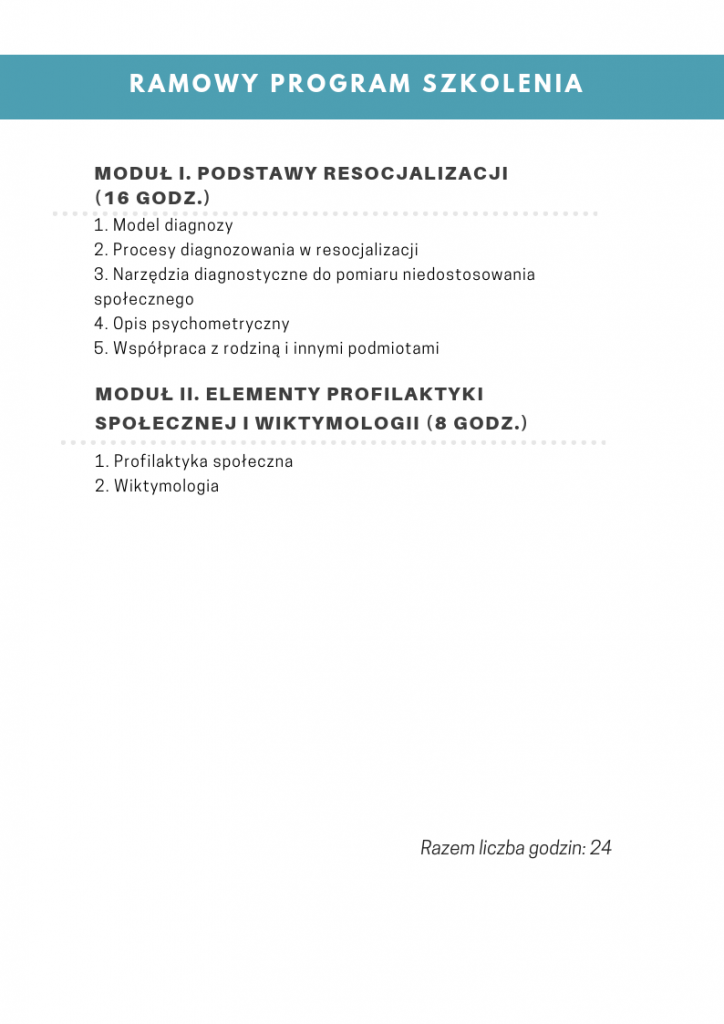 RAMOWY PROGRAM SZKOLENIA
MODUŁ I. PODSTAWY RESOCJALIZACJI
(16 GODZ.)
1. Model diagnozy
2. Procesy diagnozowania w resocjalizacji
3. Narzędzia diagnostyczne do pomiaru niedostosowania
społecznego
4. Opis psychometryczny
5. Współpraca z rodziną i innymi podmiotami
MODUŁ II. ELEMENTY PROFILAKTYKI
SPOŁECZNEJ I WIKTYMOLOGII (8 GODZ.)
1. Profilaktyka społeczna
2. Wiktymologia
Razem liczba godzin: 24